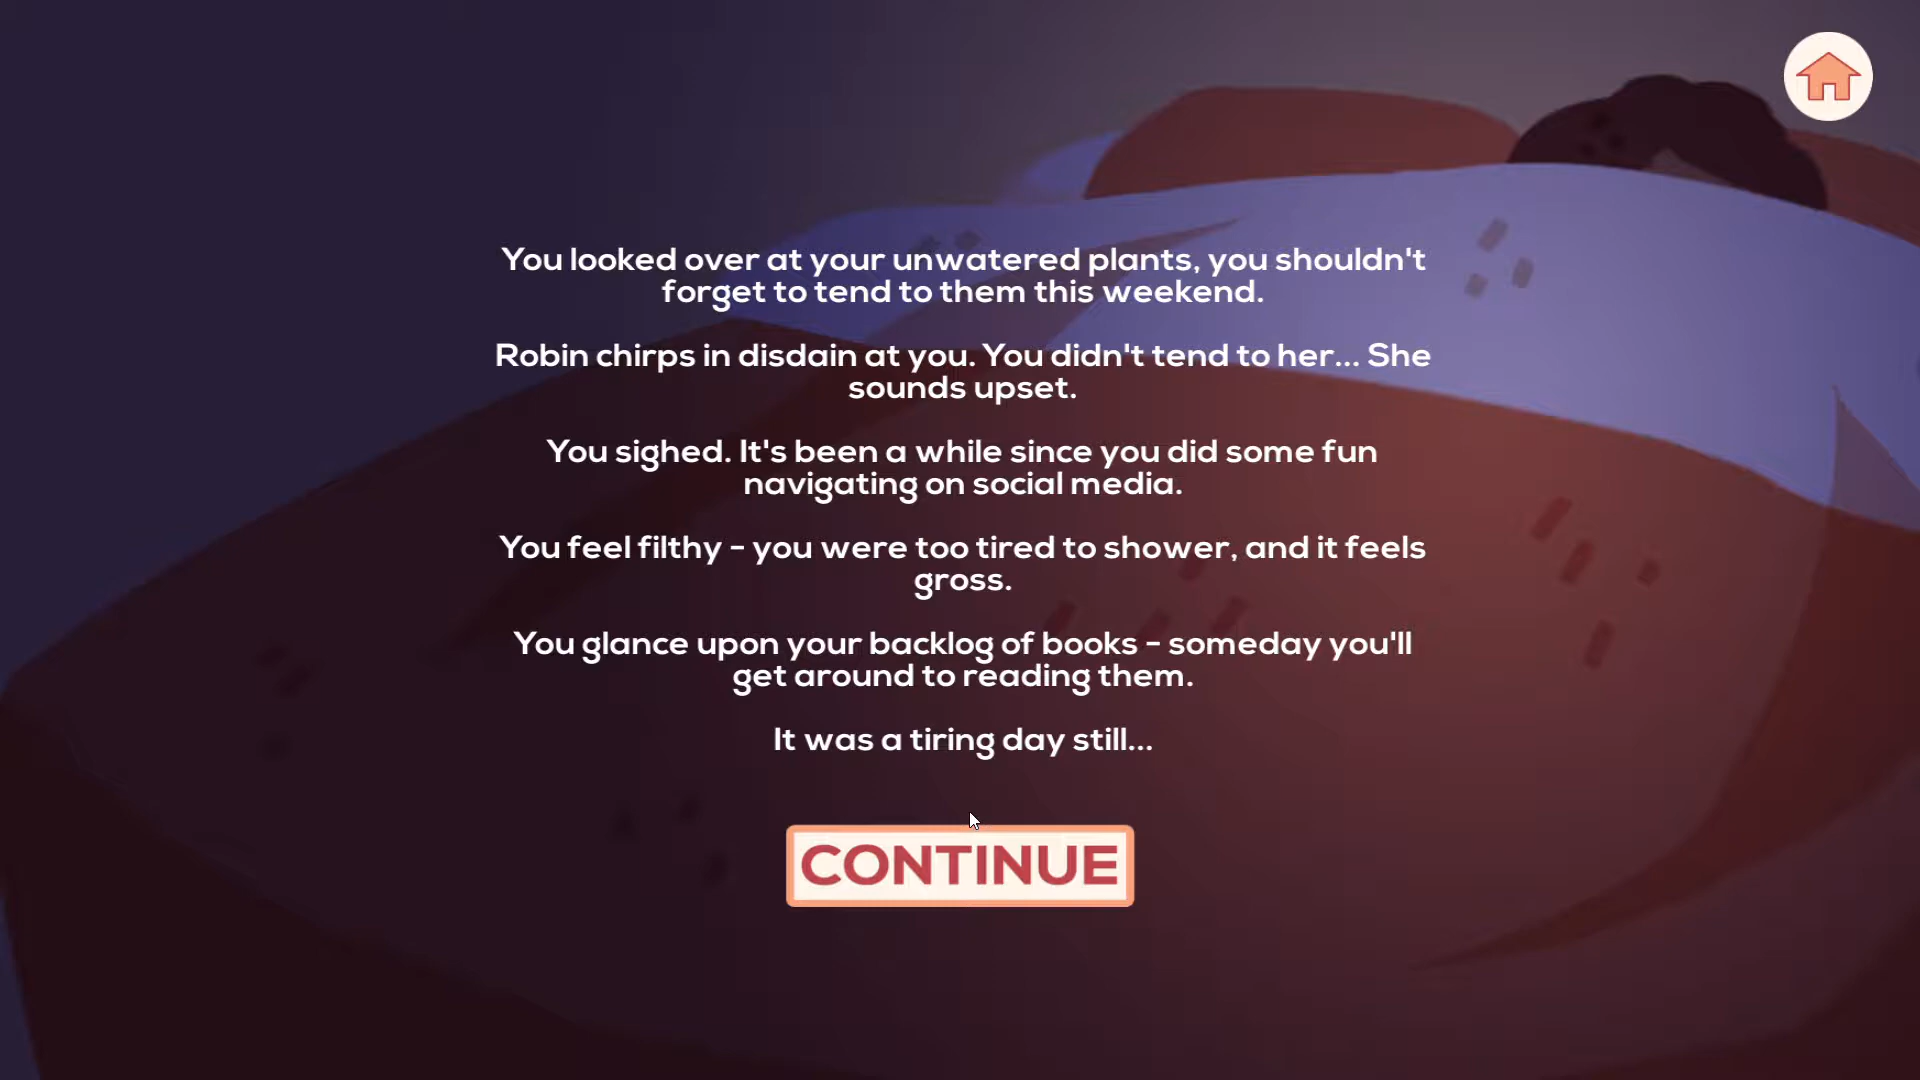 You looked over at your unwatered plants, you shouldn't
forget to tend to them this weekend.
Robin chirps in disdain at you. You didn't tend to her... She
sounds upset.
You sighed. It's been a while since you did some fun
navigating on social media.
You feel filthy - you were too tired to shower, and it feels
gross.
You glance upon your backlog of books - someday you'll
get around to reading them.
It was a tiring day still...
CONTINUE